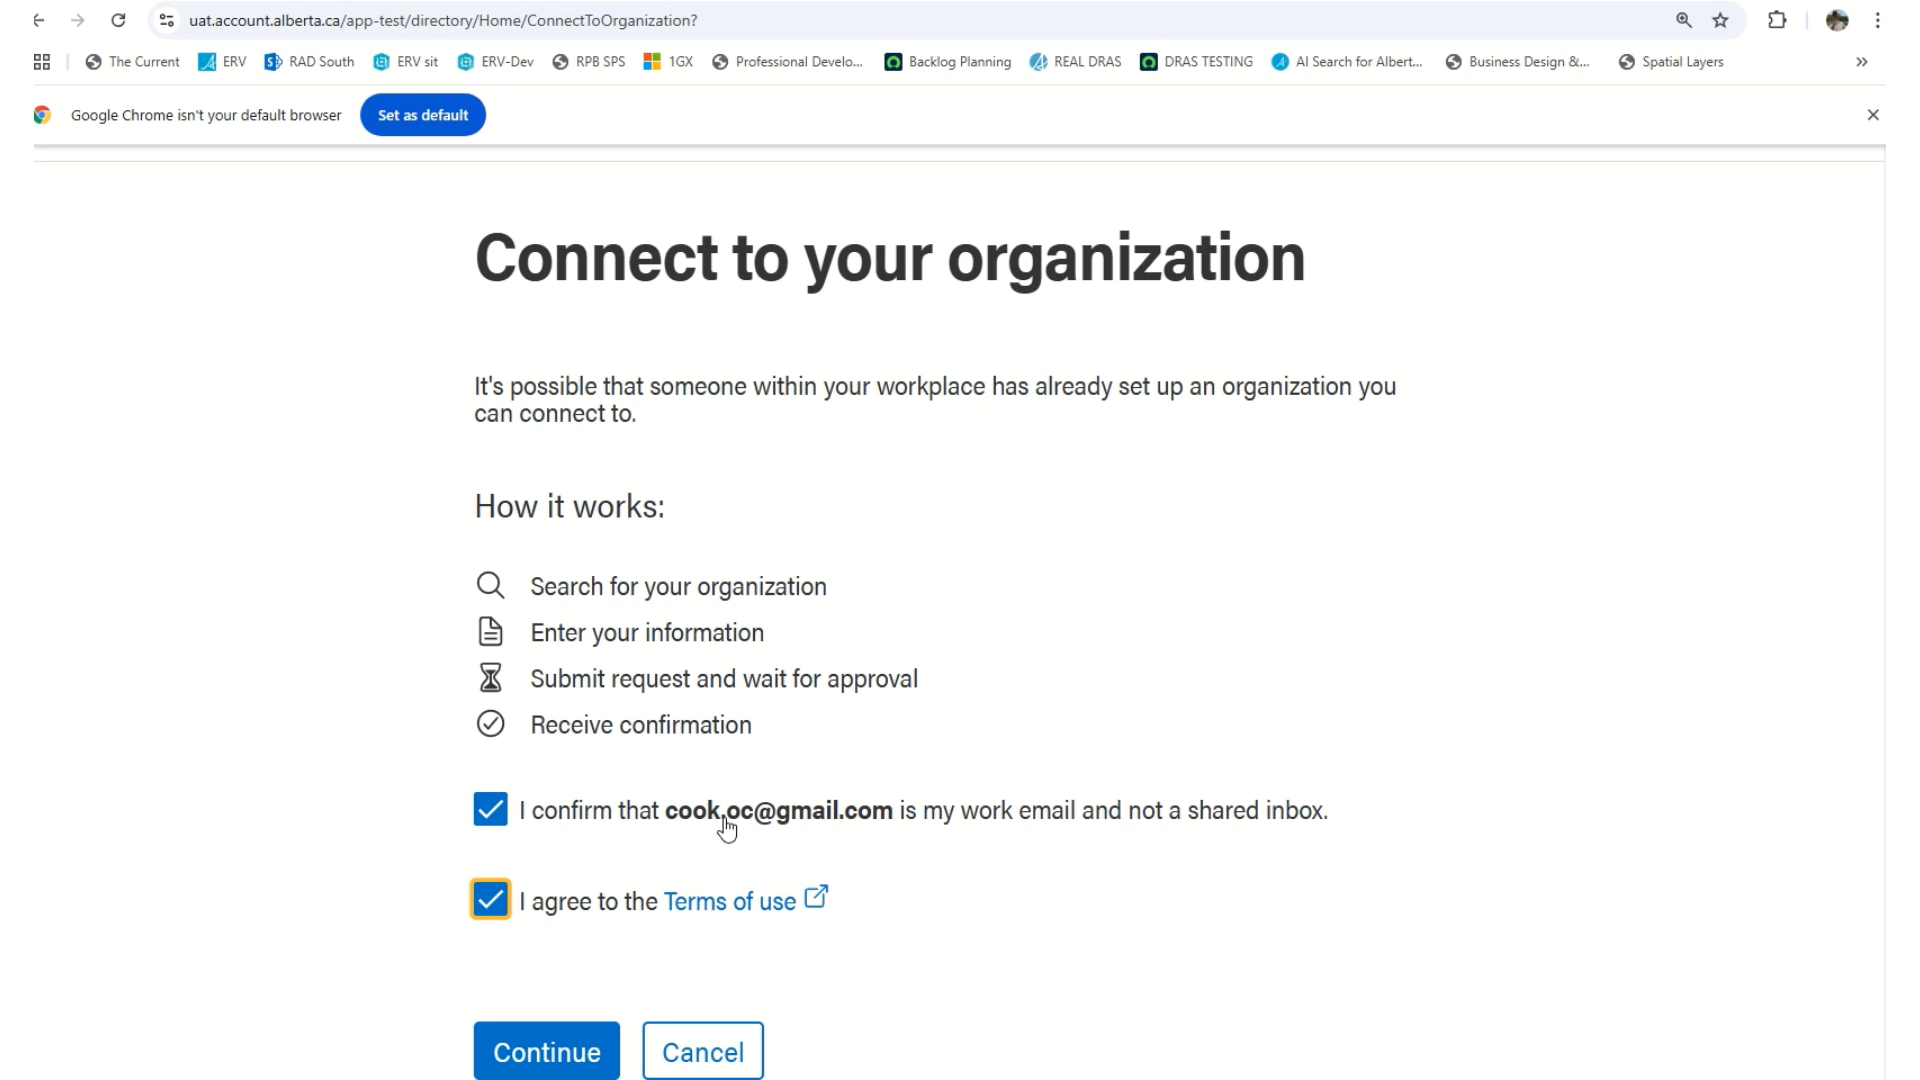 uat.account.alberta.ca/app-test/directory/Home/ConnectToOrganization?
The Current ERV RAD South ERV sit ERV-Dev RPB SPS 1GX Professional Develo... Backlog Planning REAL DRAS DRAS TESTING AI Search for Albert... Business Design &... Spatial Layers »
Google Chrome isn't your default browser Set as default
Connect to your organization
It's possible that someone within your workplace has already set up an organization you
can connect to.
How it works:
Search for your organization
Enter your information
Submit request and wait for approval
Receive confirmation
I confirm that cook.oc@gmail.com is my work email and not a shared inbox.
I agree to the Terms of use
Continue Cancel